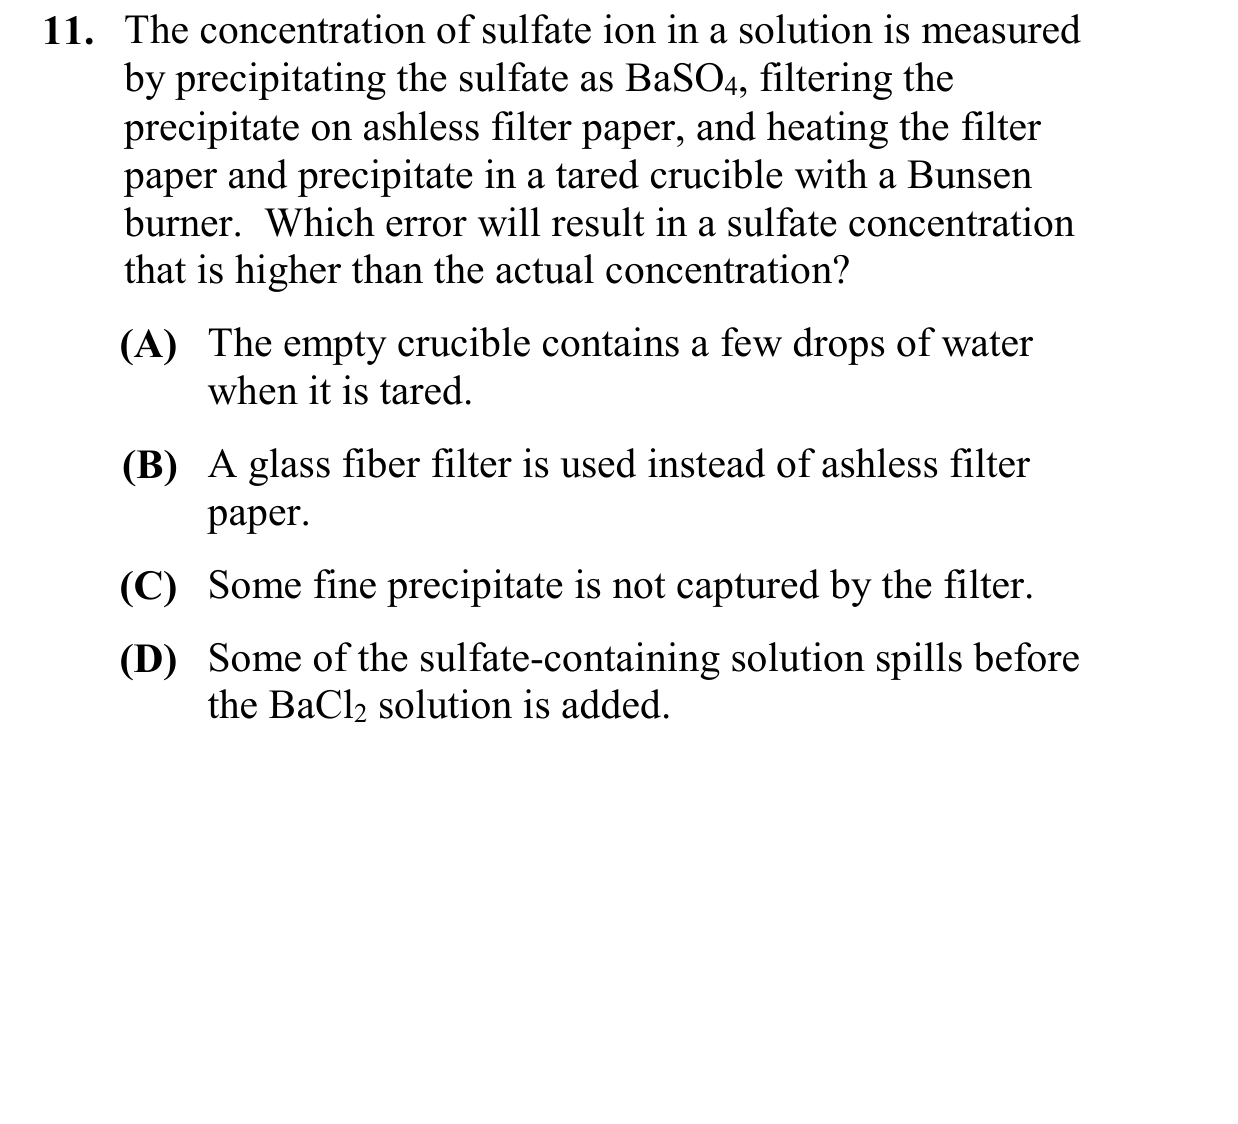 11. The concentration of sulfate ion in a solution is measured
by precipitating the sulfate as BaSO₄, filtering the
precipitate on ashless filter paper, and heating the filter
paper and precipitate in a tared crucible with a Bunsen
burner.  Which error will result in a sulfate concentration
that is higher than the actual concentration?
(A) The empty crucible contains a few drops of water
when it is tared.
(B) A glass fiber filter is used instead of ashless filter
paper.
(C) Some fine precipitate is not captured by the filter.
(D) Some of the sulfate-containing solution spills before
the BaCl₂ solution is added.